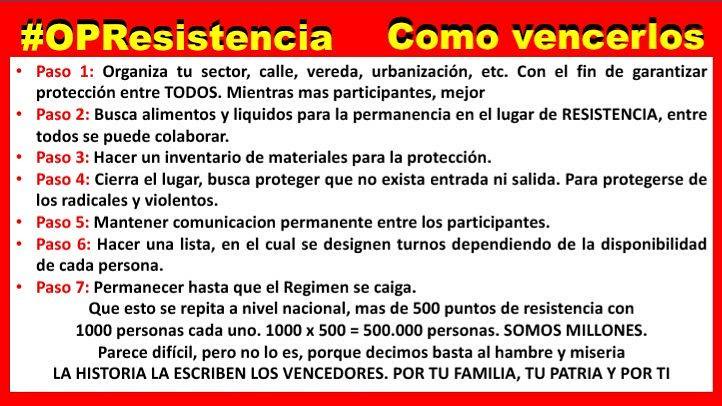 #OPResistencia Como vencerlos
• Paso 1: Organiza tu sector, calle, vereda, urbanización, etc. Con el fin de garantizar
protección entre TODOS. Mientras mas participantes, mejor
• Paso 2: Busca alimentos y liquidos para la permanencia en el lugar de RESISTENCIA, entre
todos se puede colaborar.
• Paso 3: Hacer un inventario de materiales para la protección.
• Paso 4: Cierra el lugar, busca proteger que no exista entrada ni salida. Para protegerse de
los radicales y violentos.
• Paso 5: Mantener comunicacion permanente entre los participantes.
• Paso 6: Hacer una lista, en el cual se designen turnos dependiendo de la disponibilidad
de cada persona.
• Paso 7: Permanecer hasta que el Regimen se caiga.
Que esto se repita a nivel nacional, mas de 500 puntos de resistencia con
1000 personas cada uno. 1000 x 500 = 500.000 personas. SOMOS MILLONES.
Parece difícil, pero no lo es, porque decimos basta al hambre y miseria
LA HISTORIA LA ESCRIBEN LOS VENCEDORES. POR TU FAMILIA, TU PATRIA Y POR TI